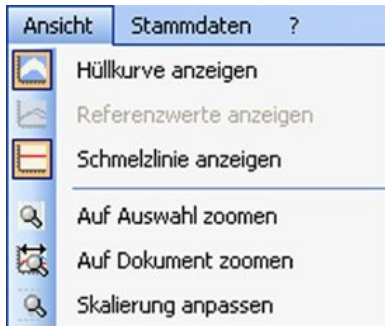 Ansicht Stammdaten ?
Hüllkurve anzeigen
Referenzwerte anzeigen
Schmelzlinie anzeigen
Auf Auswahl zoomen
Auf Dokument zoomen
Skalierung anpassen